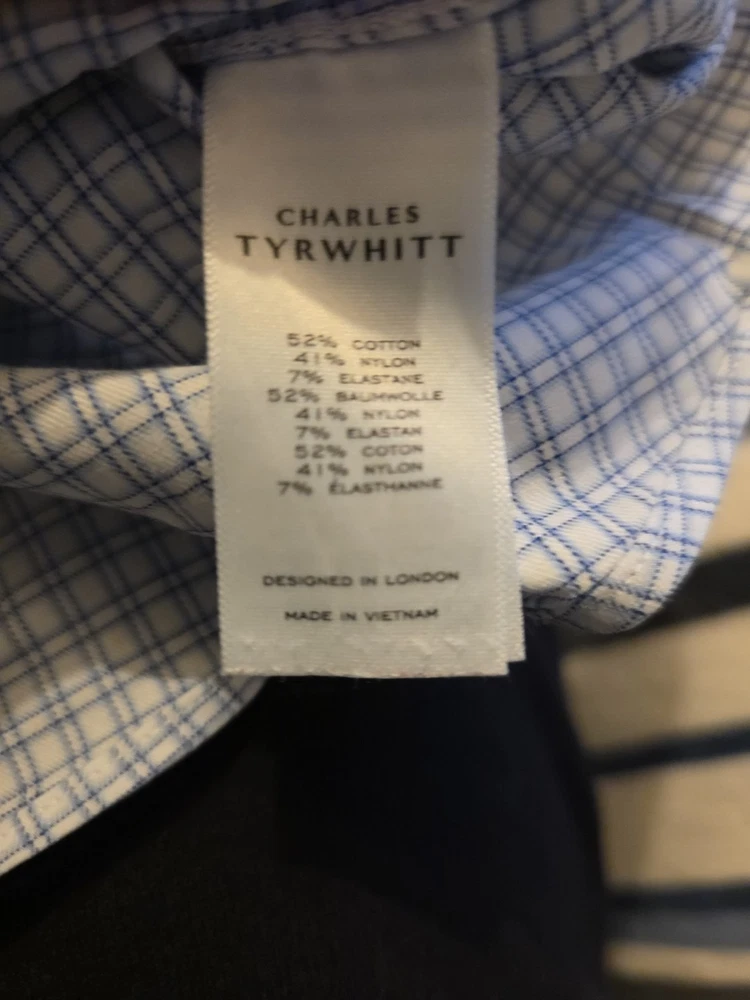 CHARLES
TYRWHITT
52% COTTON
41% NYLON
7% ELASTANE
52% BAUMWOLLE
41% NYLON
7% ELASTAN
52% COTON
41% NYLON
7% ÉLASTHANNE
DESIGNED IN LONDON
MADE IN VIETNAM